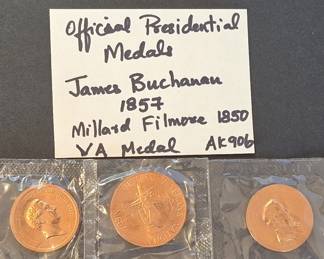 Official Presidential
Medals
James Buchanan
1857
Millard Filmore 1850
VA Medal AK906